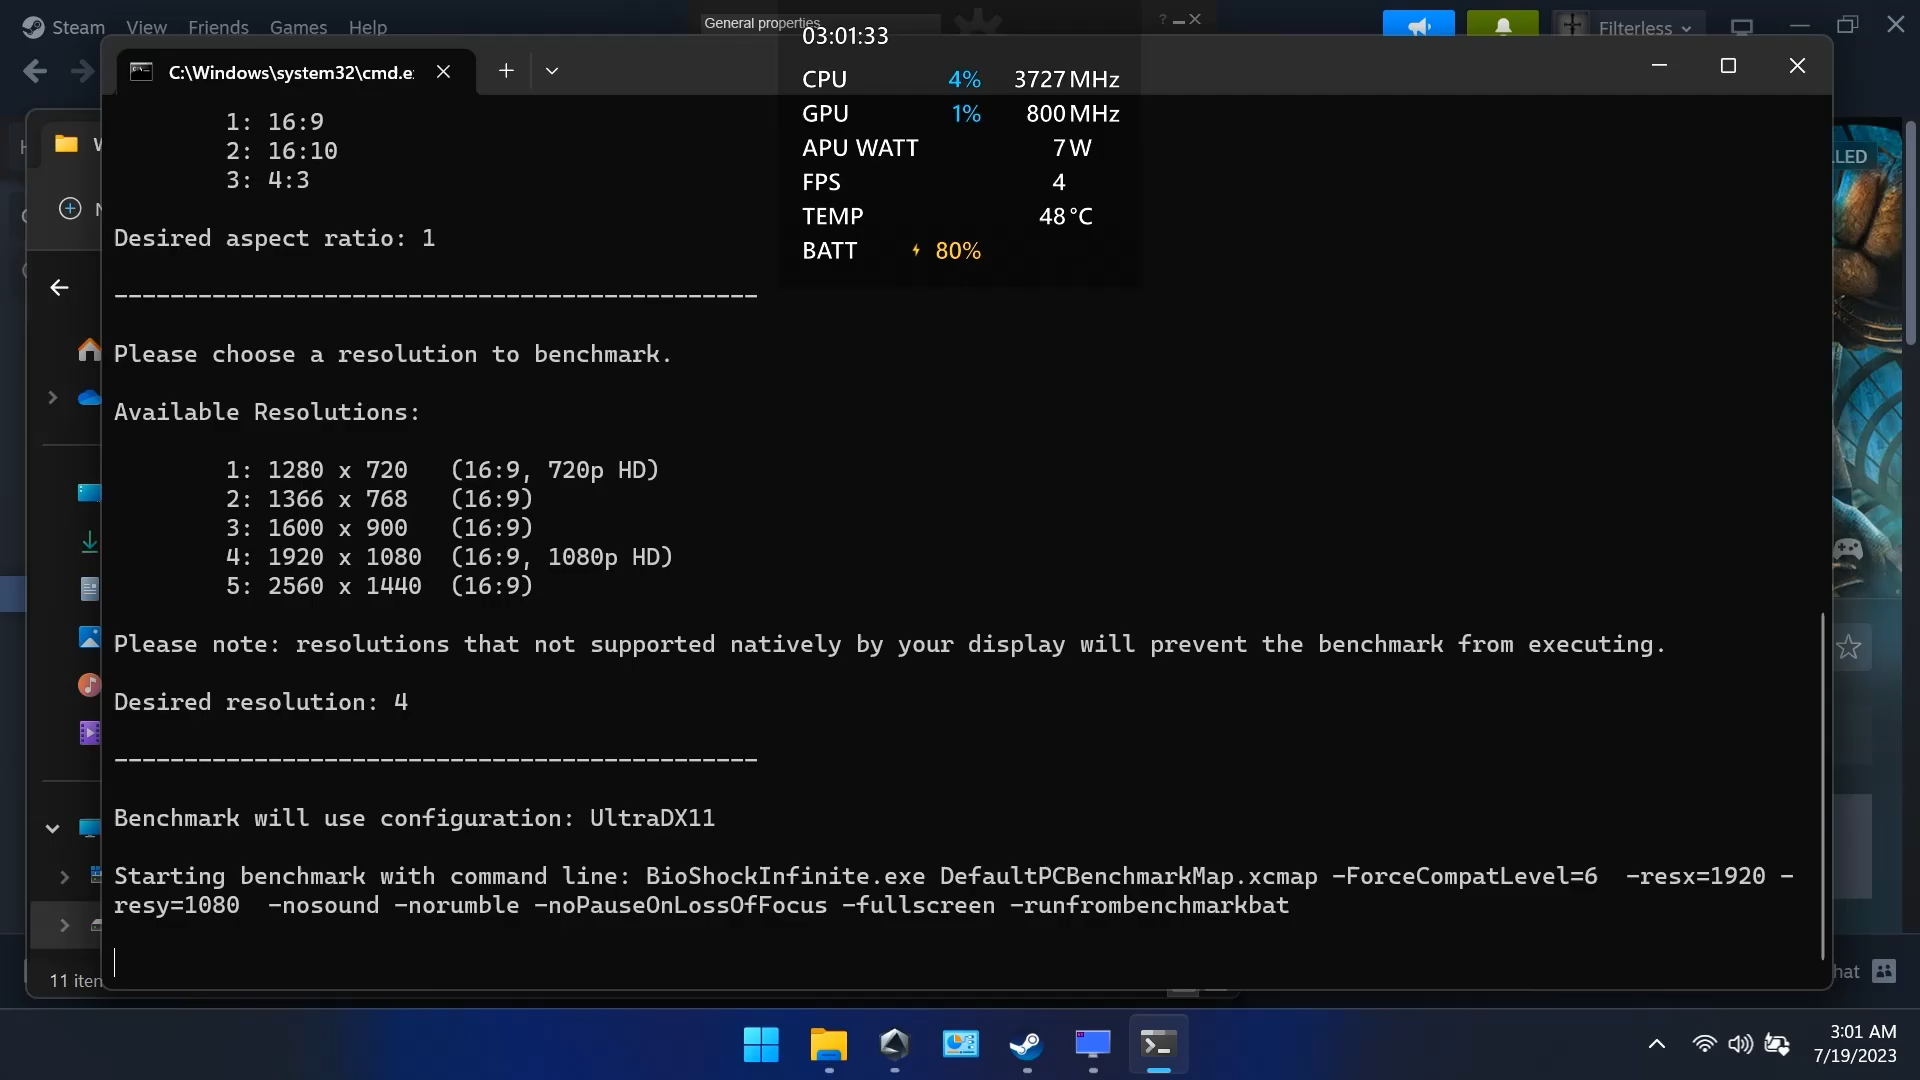 Steam View Friends Games Help
General properties
Filterless
03:01:33
C:\Windows\system32\cmd.e
CPU 4% 3727 MHz
GPU 1% 800 MHz
APU WATT 7 W
FPS 4
TEMP 48 °C
BATT 80%
1: 16:9
2: 16:10
3: 4:3
LED
Desired aspect ratio: 1
----------------------------------------------
Please choose a resolution to benchmark.
Available Resolutions:
1: 1280 x 720 (16:9, 720p HD)
2: 1366 x 768 (16:9)
3: 1600 x 900 (16:9)
4: 1920 x 1080 (16:9, 1080p HD)
5: 2560 x 1440 (16:9)
Please note: resolutions that not supported natively by your display will prevent the benchmark from executing.
Desired resolution: 4
----------------------------------------------
Benchmark will use configuration: UltraDX11
Starting benchmark with command line: BioShockInfinite.exe DefaultPCBenchmarkMap.xcmap -ForceCompatLevel=6 -resx=1920 -
resy=1080 -nosound -norumble -noPauseOnLossOfFocus -fullscreen -runfrombenchmarkbat
11 iten
hat
3:01 AM
7/19/2023